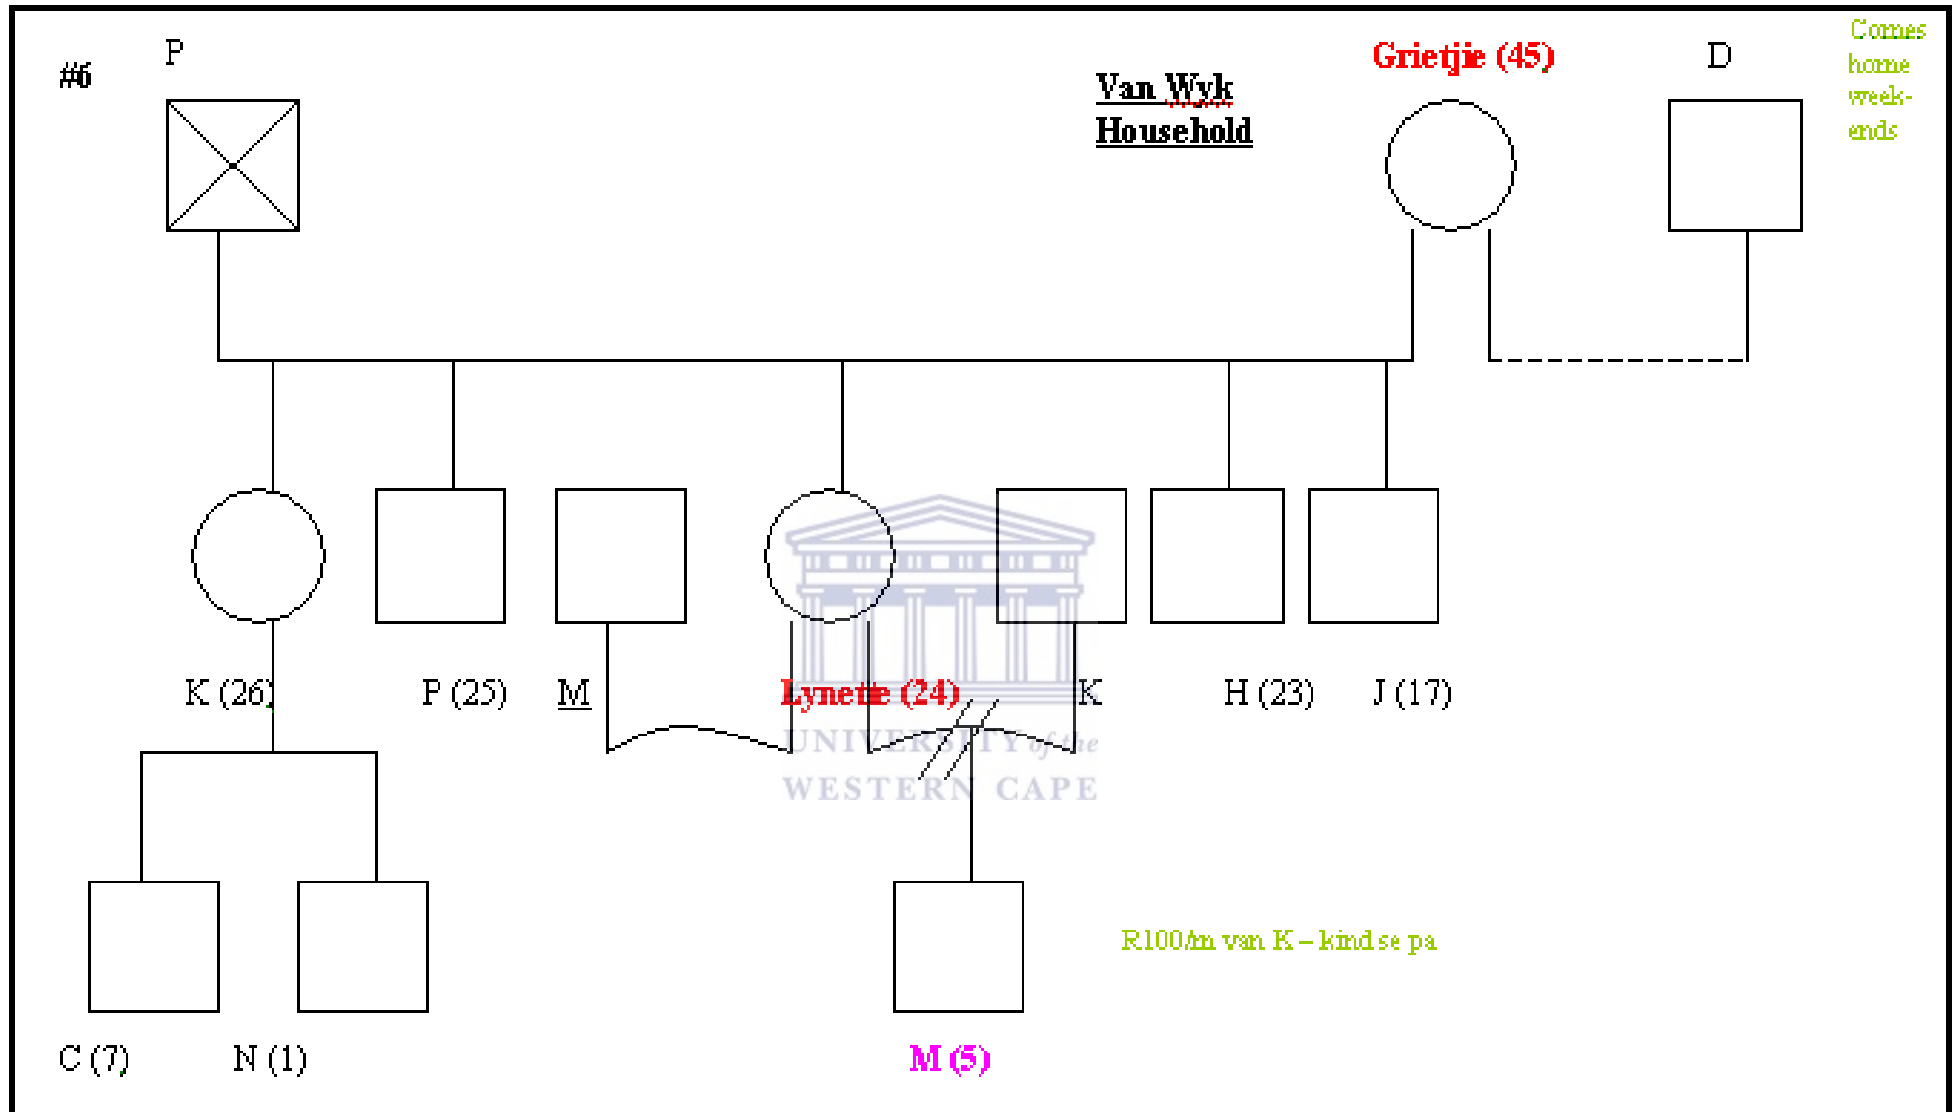 #6
P
Van Wyk
Household
Grietjie (45)
D
Comes
home
week-
ends
K (26)
P (25)
M
Lynette (24)
K
H (23)
J (17)
UNIVERSITY of the
WESTERN CAPE
R100/m van K – kind se pa
C (7)
N (1)
M (5)